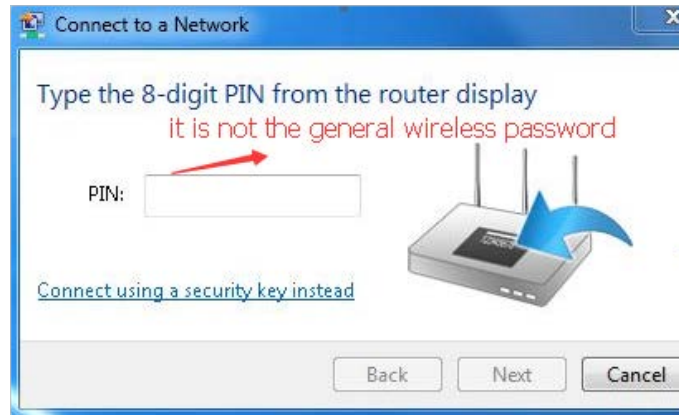 Connect to a Network
Type the 8-digit PIN from the router display
it is not the general wireless password
PIN:
Connect using a security key instead
Back Next Cancel